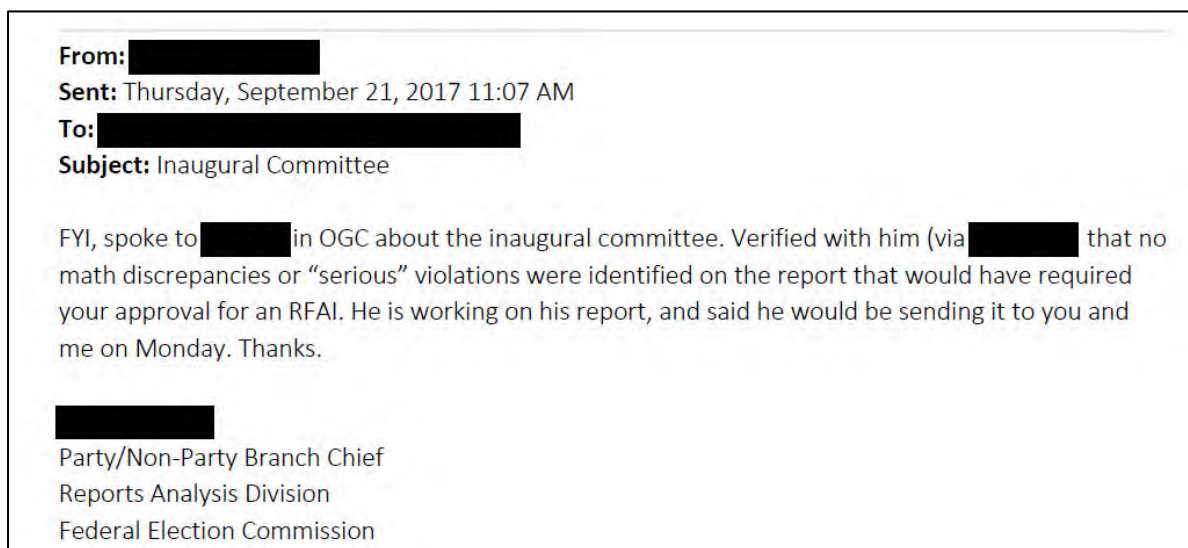 From:
Sent: Thursday, September 21, 2017 11:07 AM
To:
Subject: Inaugural Committee
FYI, spoke to in OGC about the inaugural committee. Verified with him (via that no
math discrepancies or “serious” violations were identified on the report that would have required
your approval for an RFAI. He is working on his report, and said he would be sending it to you and
me on Monday. Thanks.
Party/Non-Party Branch Chief
Reports Analysis Division
Federal Election Commission